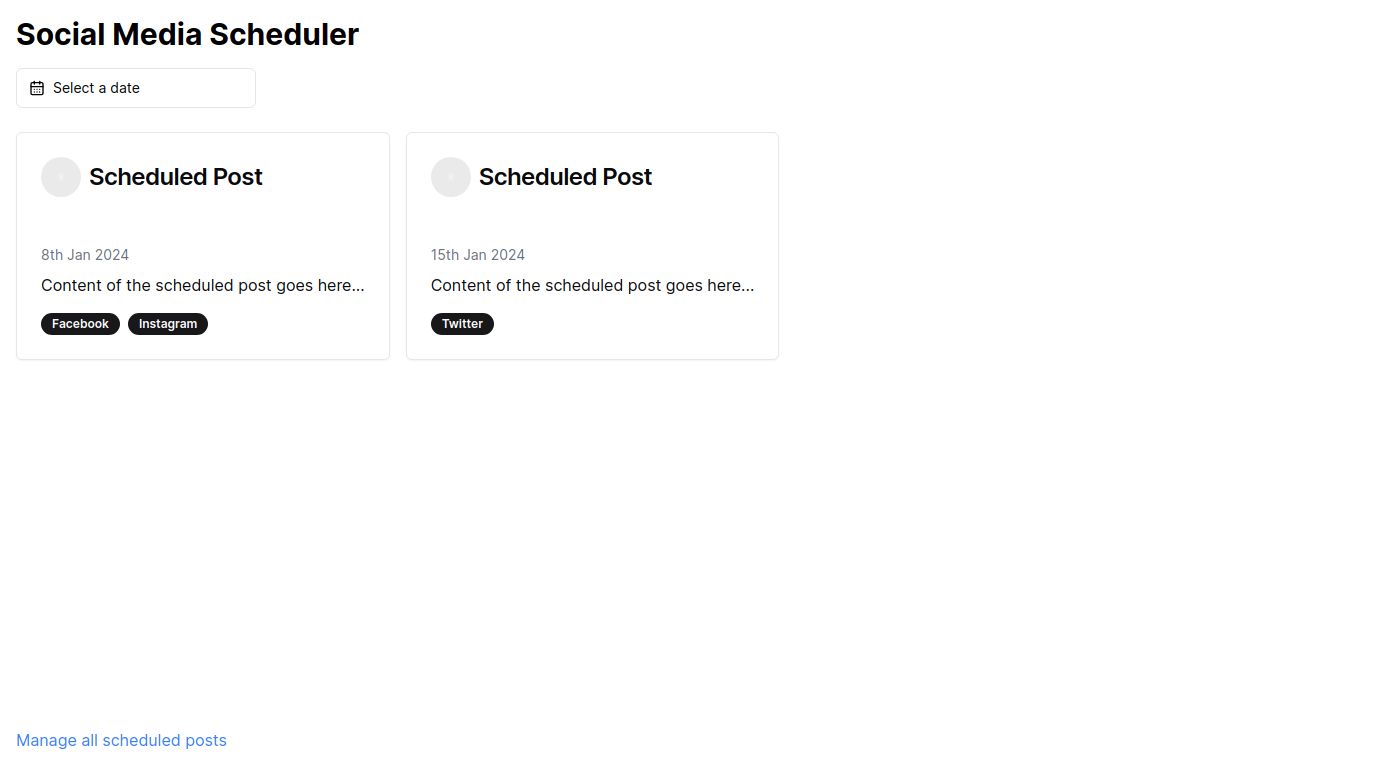 Social Media Scheduler
Select a date
Scheduled Post
8th Jan 2024
Content of the scheduled post goes here...
Facebook Instagram
Scheduled Post
15th Jan 2024
Content of the scheduled post goes here...
Twitter
Manage all scheduled posts